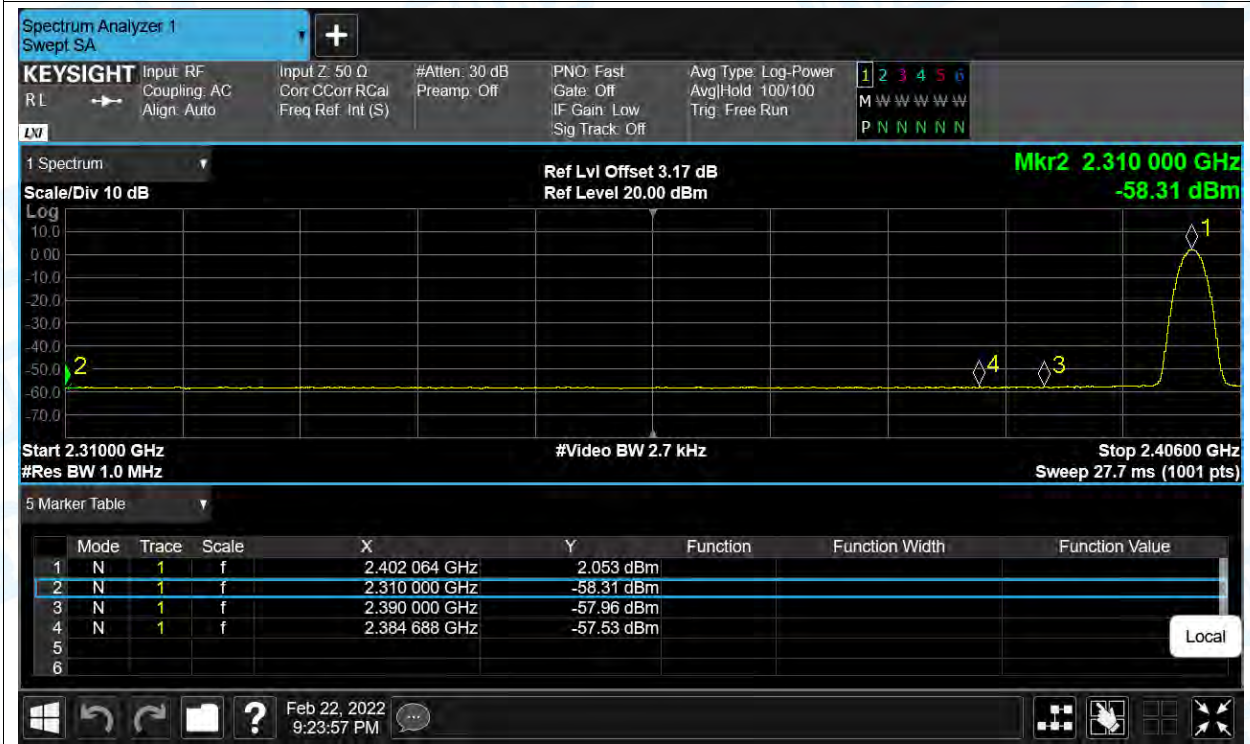 Spectrum Analyzer 1
Swept SA
+
KEYSIGHT Input: RF Input Z: 50 Ω #Atten: 30 dB PNO: Fast Avg Type: Log-Power 1 2 3 4 5 6
RL Coupling: AC Corr CCorr RCal Preamp: Off Gate: Off Avg|Hold: 100/100 M W W W W W
Align: Auto Freq Ref: Int (S) IF Gain: Low Trig: Free Run P N N N N N
LXI Sig Track: Off
1 Spectrum Ref Lvl Offset 3.17 dB Mkr2 2.310 000 GHz
Scale/Div 10 dB Ref Level 20.00 dBm -58.31 dBm
Log
10.0
0.00
-10.0
-20.0
-30.0
-40.0
-50.0
-60.0
-70.0
1
2
4
3
Start 2.31000 GHz #Video BW 2.7 kHz Stop 2.40600 GHz
#Res BW 1.0 MHz Sweep 27.7 ms (1001 pts)
5 Marker Table
Mode Trace Scale X Y Function Function Width Function Value
1 N 1 f 2.402 064 GHz 2.053 dBm
2 N 1 f 2.310 000 GHz -58.31 dBm
3 N 1 f 2.390 000 GHz -57.96 dBm
4 N 1 f 2.384 688 GHz -57.53 dBm
5
6
Local
? Feb 22, 2022
9:23:57 PM